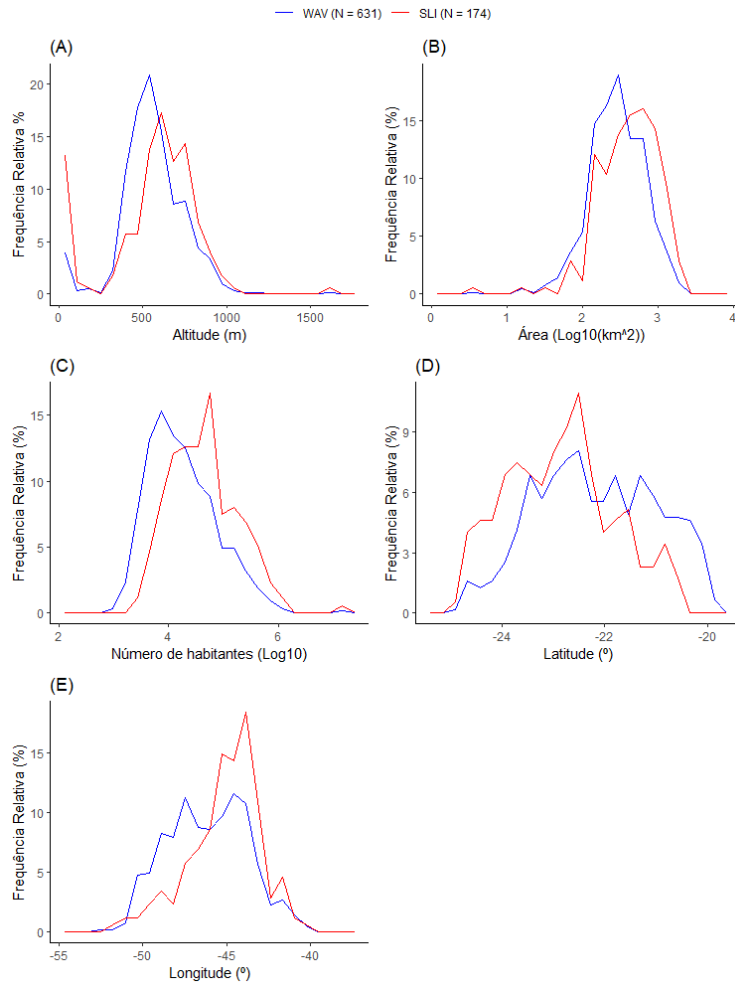 WAV (N = 631) SLI (N = 174)
(A)
Frequência Relativa %
20
15
10
5
0
0 500 1000 1500
Altitude (m)
(B)
Frequência Relativa (%)
15
10
5
0
0 1 2 3 4
Área (Log10(km^2))
(C)
Frequência Relativa (%)
15
10
5
0
2 4 6
Número de habitantes (Log10)
(D)
Frequência Relativa (%)
9
6
3
0
-24 -22 -20
Latitude (º)
(E)
Frequência Relativa (%)
15
10
5
0
-55 -50 -45 -40
Longitude (º)